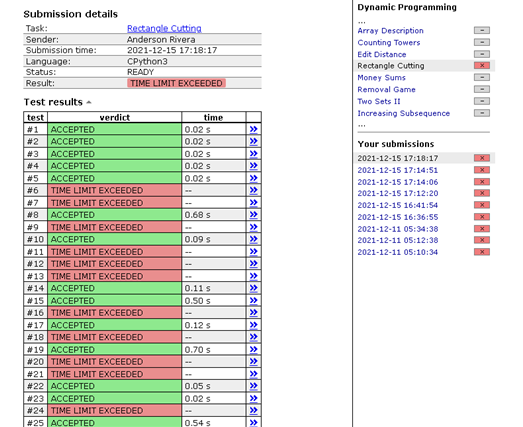 Submission details
Task: Rectangle Cutting
Sender: Anderson Rivera
Submission time: 2021-12-15 17:18:17
Language: CPython3
Status: READY
Result: TIME LIMIT EXCEEDED
Test results
test verdict time
#1 ACCEPTED 0.02 s »
#2 ACCEPTED 0.02 s »
#3 ACCEPTED 0.02 s »
#4 ACCEPTED 0.02 s »
#5 ACCEPTED 0.02 s »
#6 TIME LIMIT EXCEEDED -- »
#7 TIME LIMIT EXCEEDED -- »
#8 ACCEPTED 0.68 s »
#9 TIME LIMIT EXCEEDED -- »
#10 ACCEPTED 0.09 s »
#11 TIME LIMIT EXCEEDED -- »
#12 TIME LIMIT EXCEEDED -- »
#13 TIME LIMIT EXCEEDED -- »
#14 ACCEPTED 0.11 s »
#15 ACCEPTED 0.50 s »
#16 TIME LIMIT EXCEEDED -- »
#17 ACCEPTED 0.12 s »
#18 TIME LIMIT EXCEEDED -- »
#19 ACCEPTED 0.70 s »
#20 TIME LIMIT EXCEEDED -- »
#21 TIME LIMIT EXCEEDED -- »
#22 ACCEPTED 0.05 s »
#23 ACCEPTED 0.02 s »
#24 TIME LIMIT EXCEEDED -- »
#25 ACCEPTED 0.54 s »
Dynamic Programming
...
Array Description –
Counting Towers –
Edit Distance –
Rectangle Cutting ×
Money Sums –
Removal Game –
Two Sets II –
Increasing Subsequence –
...
Your submissions
2021-12-15 17:18:17 ×
2021-12-15 17:14:51 ×
2021-12-15 17:14:06 ×
2021-12-15 17:12:20 ×
2021-12-15 16:41:54 ×
2021-12-15 16:36:55 ×
2021-12-11 05:34:38 ×
2021-12-11 05:12:38 ×
2021-12-11 05:10:34 ×